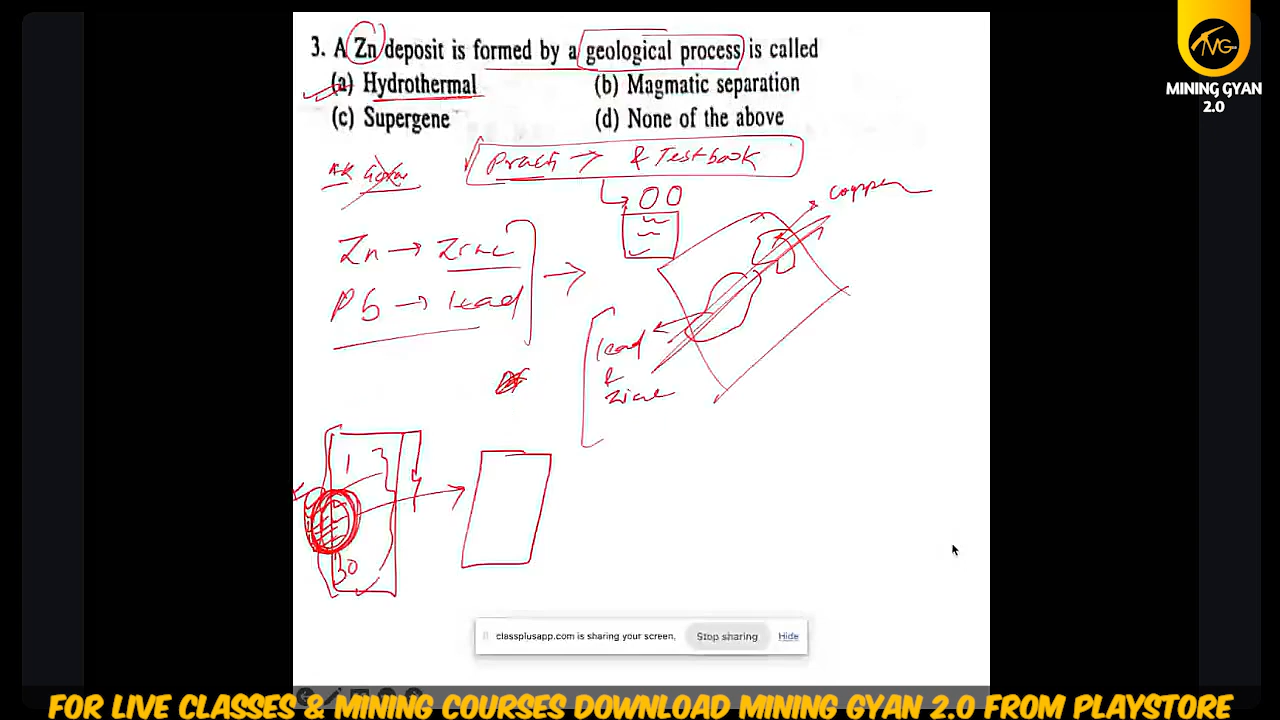 3. A Zn deposit is formed by a geological process is called
(a) Hydrothermal (b) Magmatic separation
(c) Supergene (d) None of the above
& Testbook
Zn → Zinc
Pb → lead
copper
lead
&
zinc
1
30
classplusapp.com is sharing your screen.
Stop sharing
Hide
MINING GYAN
2.0
FOR LIVE CLASSES & MINING COURSES DOWNLOAD MINING GYAN 2.0 FROM PLAYSTORE